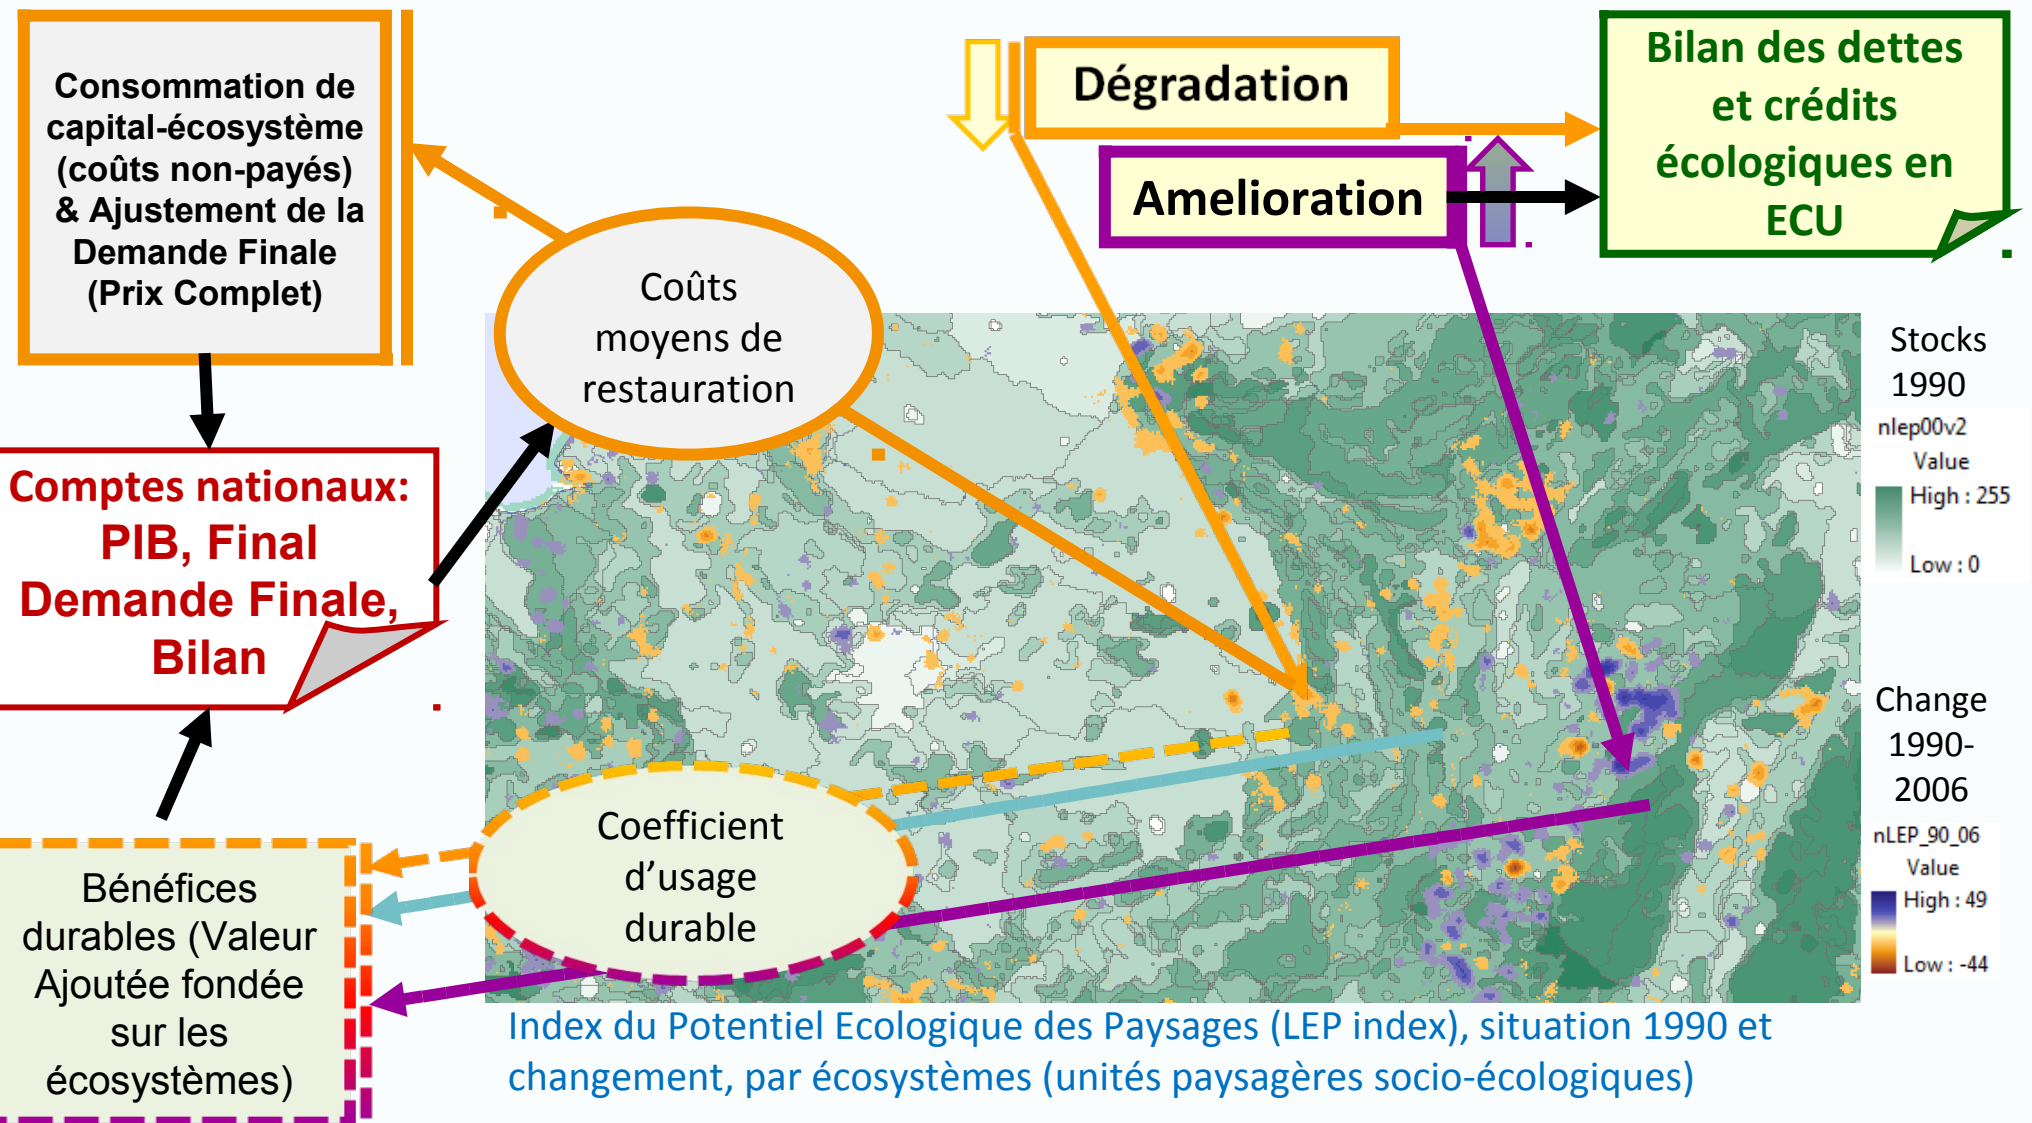 Consommation de
capital-écosystème
(coûts non-payés)
& Ajustement de la
Demande Finale
(Prix Complet)
Dégradation
Amelioration
Bilan des dettes
et crédits
écologiques en
ECU
Coûts
moyens de
restauration
Stocks
1990
nlep00v2
Value
High : 255
Low : 0
Comptes nationaux:
PIB, Final
Demande Finale,
Bilan
Change
1990-
2006
nLEP_90_06
Value
High : 49
Low : -44
Coefficient
d’usage
durable
Bénéfices
durables (Valeur
Ajoutée fondée
sur les
écosystèmes)
Index du Potentiel Ecologique des Paysages (LEP index), situation 1990 et
changement, par écosystèmes (unités paysagères socio-écologiques)